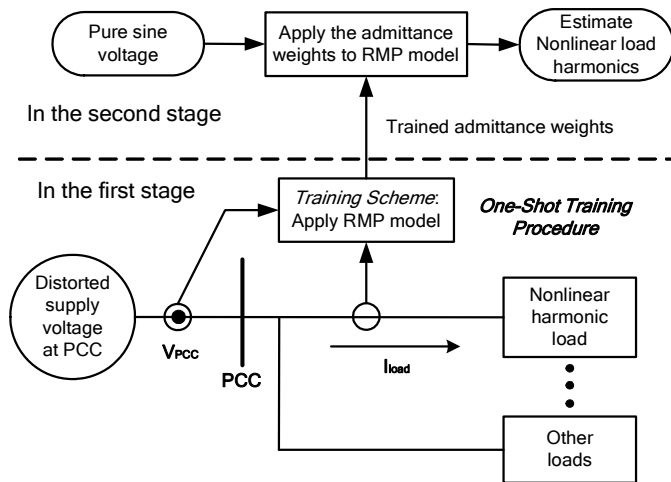 Pure sine
voltage
Apply the admittance
weights to RMP model
Estimate
Nonlinear load
harmonics
In the second stage
Trained admittance weights
In the first stage
Training Scheme:
Apply RMP model
One-Shot Training
Procedure
Distorted
supply
voltage
at PCC
VPCC
PCC
Iload
Nonlinear
harmonic
load
Other
loads